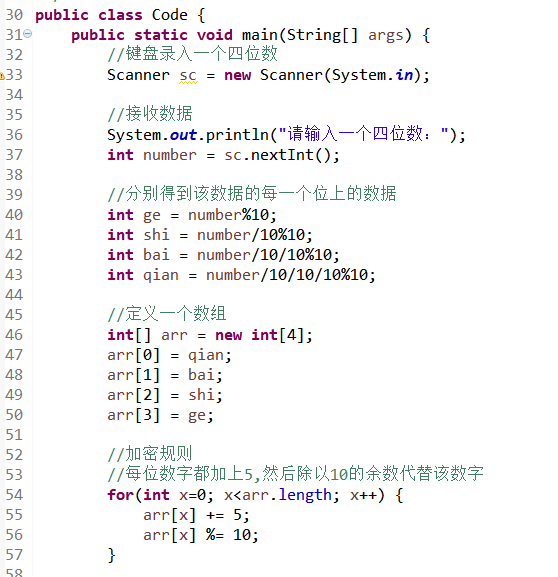 30 public class Code {
31 public static void main(String[] args) {
32 //键盘录入一个四位数
33 Scanner sc = new Scanner(System.in);
34
35 //接收数据
36 System.out.println("请输入一个四位数：");
37 int number = sc.nextInt();
38
39 //分别得到该数据的每一个位上的数据
40 int ge = number%10;
41 int shi = number/10%10;
42 int bai = number/10/10%10;
43 int qian = number/10/10/10%10;
44
45 //定义一个数组
46 int[] arr = new int[4];
47 arr[0] = qian;
48 arr[1] = bai;
49 arr[2] = shi;
50 arr[3] = ge;
51
52 //加密规则
53 //每位数字都加上5,然后除以10的余数代替该数字
54 for(int x=0; x<arr.length; x++) {
55 arr[x] += 5;
56 arr[x] %= 10;
57 }
58